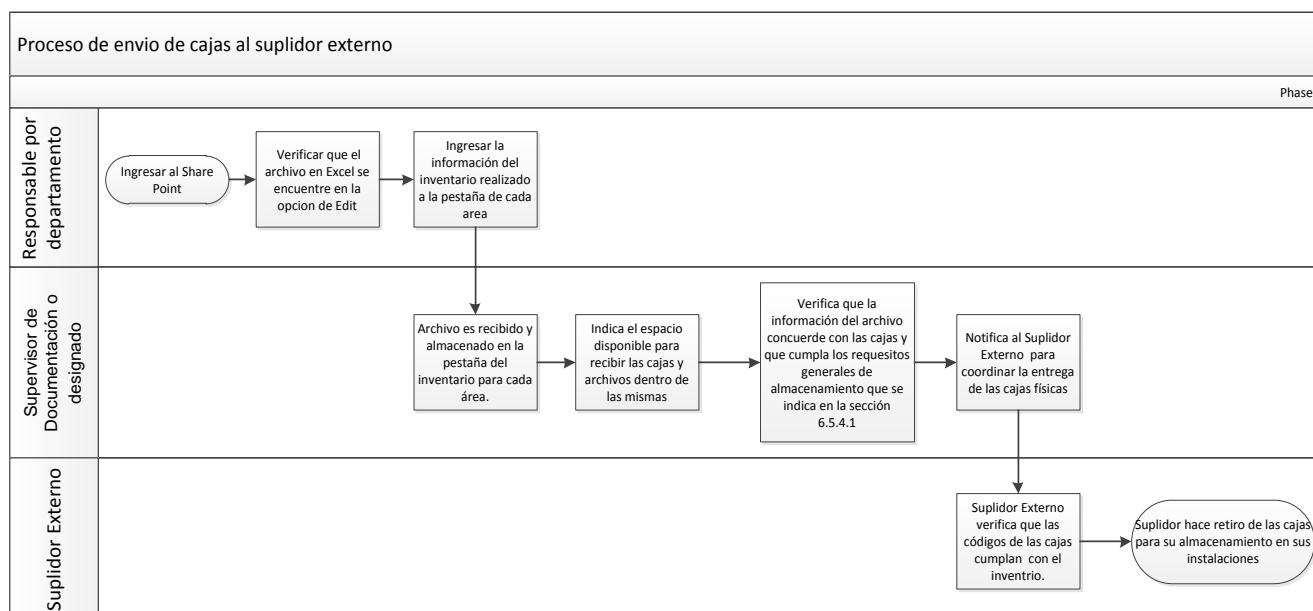 Proceso de envio de cajas al suplidor externo
Phase
Responsable por
departamento
Ingresar al Share
Point
Verificar que el
archivo en Excel se
encuentre en la
opcion de Edit
Ingresar la
información del
inventario realizado
a la pestaña de cada
area
Supervisor de
Documentación o
designado
Archivo es recibido y
almacenado en la
pestaña del
inventario para cada
área.
Indica el espacio
disponible para
recibir las cajas y
archivos dentro de
las mismas
Verifica que la
información del archivo
concuerde con las cajas y
que cumpla los requesitos
generales de
almacenamiento que se
indica en la sección
6.5.4.1
Notifica al Suplidor
Externo para
coordinar la entrega
de las cajas físicas
Suplidor Externo
Suplidor Externo
verifica que las
códigos de las cajas
cumplan con el
inventrio.
Suplidor hace retiro de las cajas
para su almacenamiento en sus
instalaciones